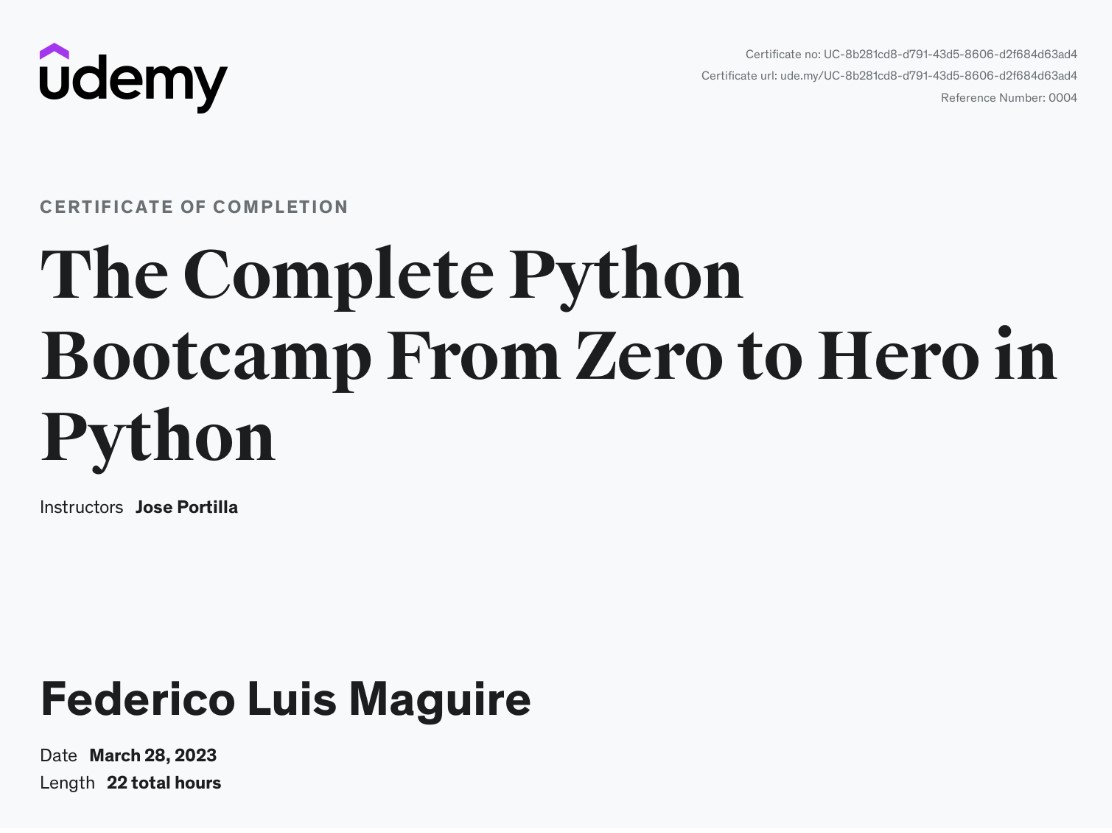 udemy
Certificate no: UC-8b281cd8-d791-43d5-8606-d2f684d63ad4
Certificate url: ude.my/UC-8b281cd8-d791-43d5-8606-d2f684d63ad4
Reference Number: 0004
CERTIFICATE OF COMPLETION
The Complete Python
Bootcamp From Zero to Hero in
Python
Instructors Jose Portilla
Federico Luis Maguire
Date March 28, 2023
Length 22 total hours